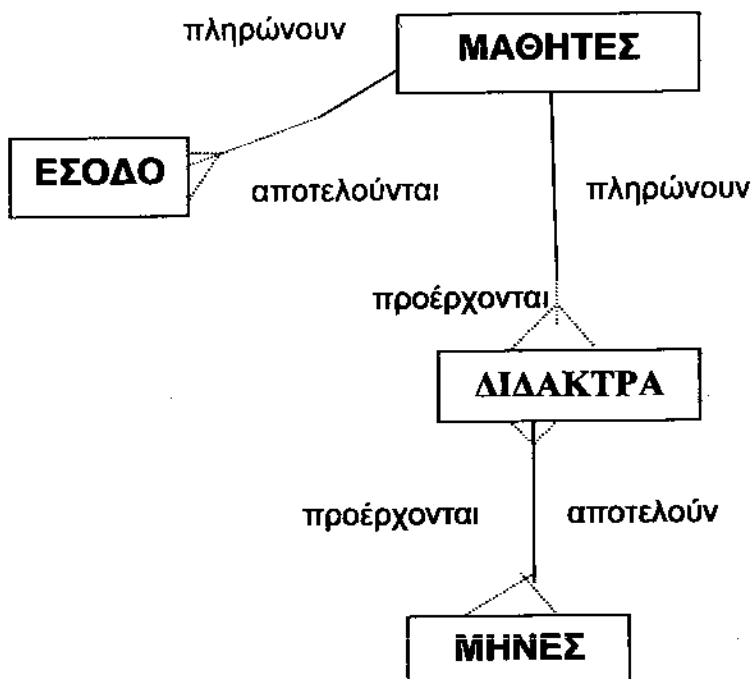 πληρώνουν
ΜΑΘΗΤΕΣ
ΕΣΟΔΟ
αποτελούνται
πληρώνουν
προέρχονται
ΔΙΔΑΚΤΡΑ
προέρχονται
αποτελούν
ΜΗΝΕΣ